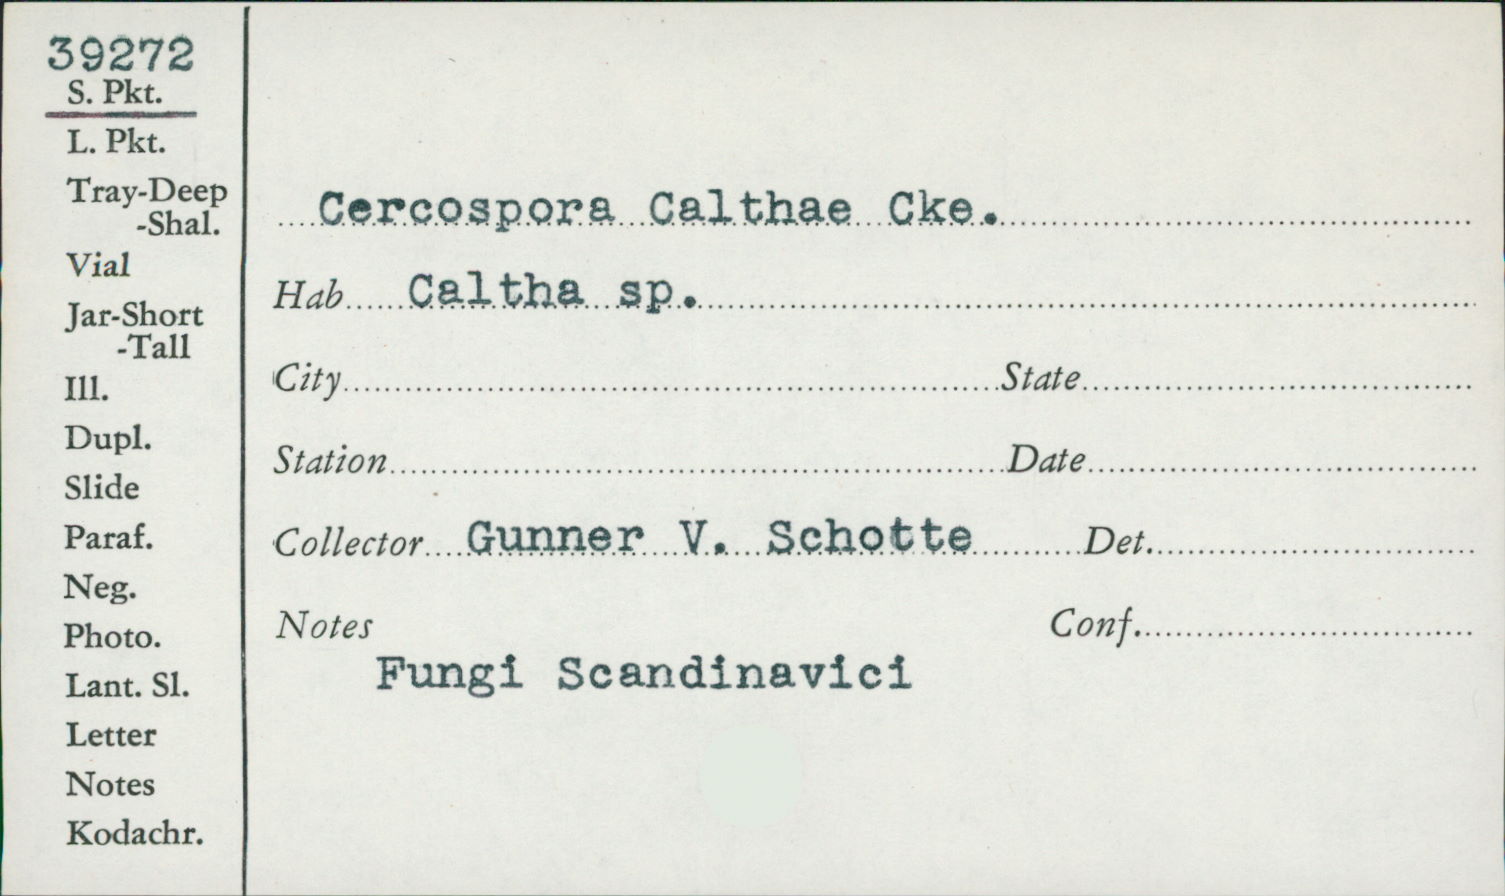 39272
S. Pkt.
L. Pkt.
Tray-Deep
-Shal.
Vial
Jar-Short
-Tall
Ill.
Dupl.
Slide
Paraf.
Neg.
Photo.
Lant. Sl.
Letter
Notes
Kodachr.
Cercospora Calthae Cke.
Hab Caltha sp.
City State
Station Date
Collector Gunner V. Schotte Det.
Notes Conf.
Fungi Scandinavici